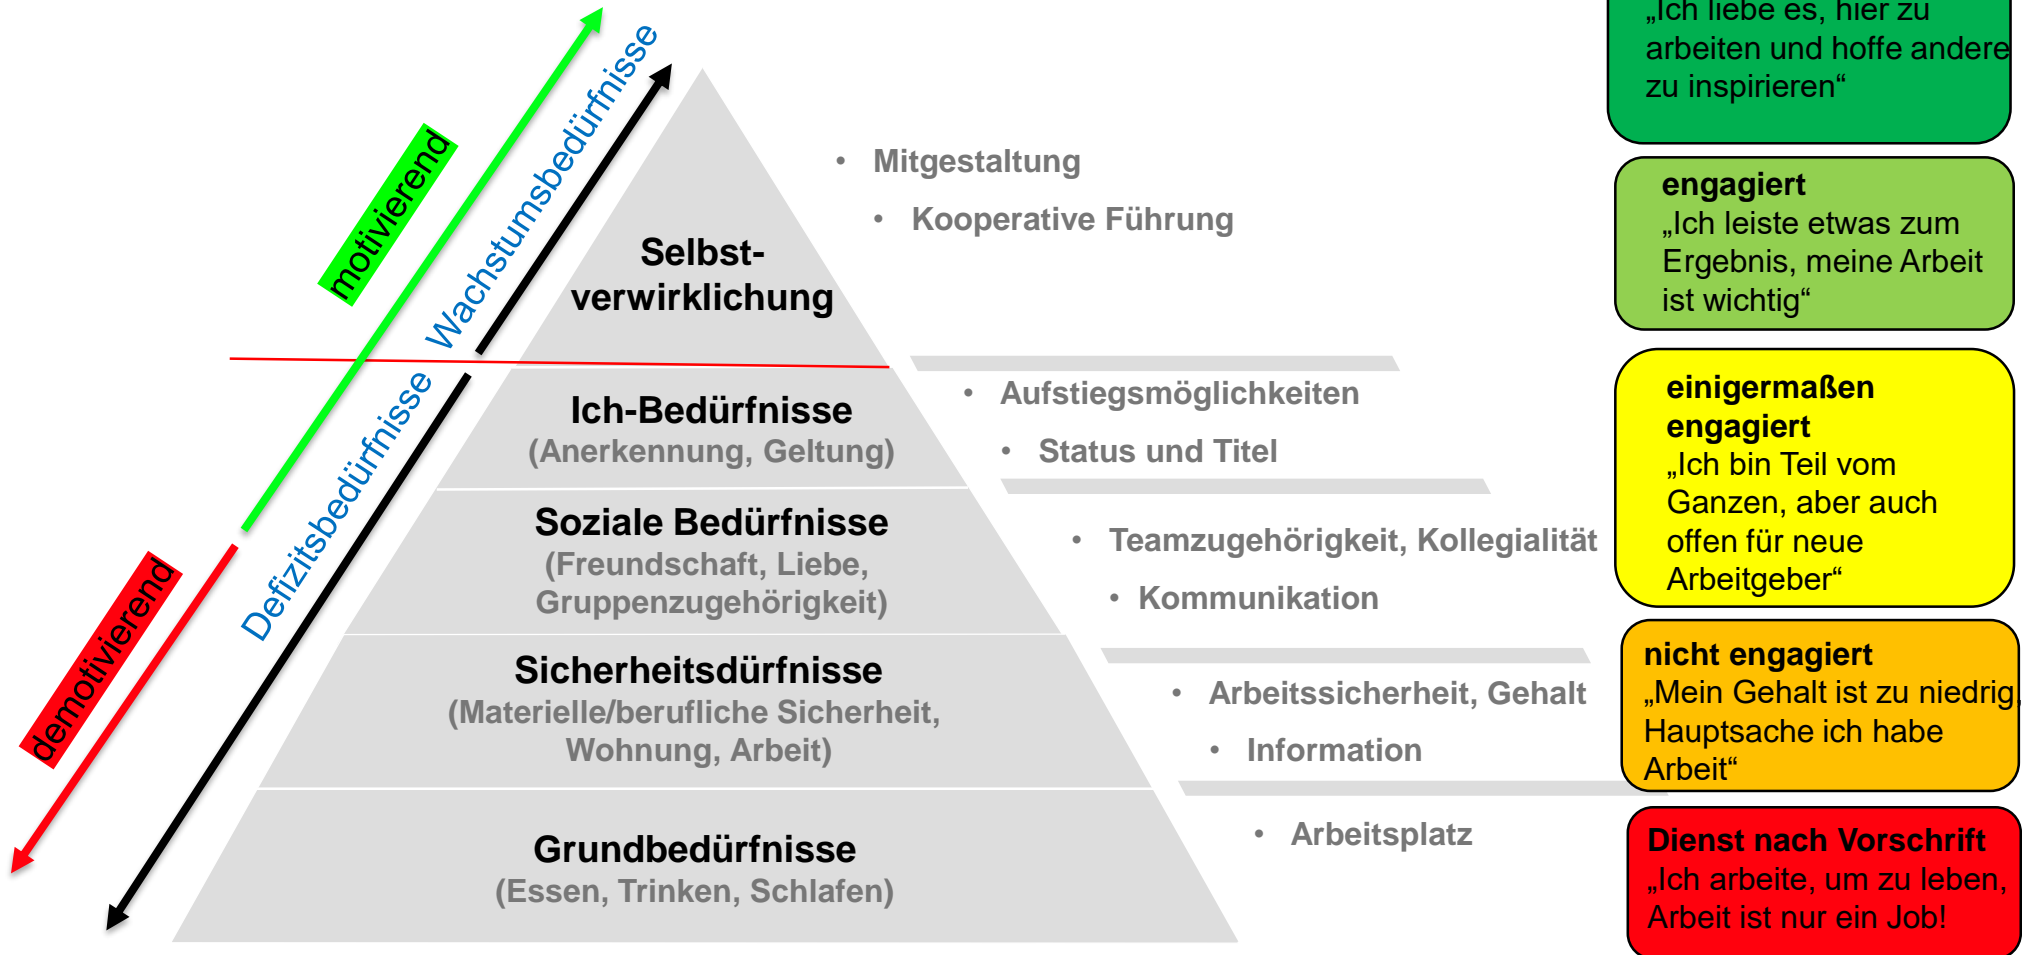 motivierend
Wachstumsbedürfnisse
demotivierend
Defizitsbedürfnisse
Selbst-
verwirklichung
Ich-Bedürfnisse
(Anerkennung, Geltung)
Soziale Bedürfnisse
(Freundschaft, Liebe,
Gruppenzugehörigkeit)
Sicherheitsdürfnisse
(Materielle/berufliche Sicherheit,
Wohnung, Arbeit)
Grundbedürfnisse
(Essen, Trinken, Schlafen)
• Mitgestaltung
• Kooperative Führung
• Aufstiegsmöglichkeiten
• Status und Titel
• Teamzugehörigkeit, Kollegialität
• Kommunikation
• Arbeitssicherheit, Gehalt
• Information
• Arbeitsplatz
„Ich liebe es, hier zu
arbeiten und hoffe andere
zu inspirieren“
engagiert
„Ich leiste etwas zum
Ergebnis, meine Arbeit
ist wichtig“
einigermaßen
engagiert
„Ich bin Teil vom
Ganzen, aber auch
offen für neue
Arbeitgeber“
nicht engagiert
„Mein Gehalt ist zu niedrig,
Hauptsache ich habe
Arbeit“
Dienst nach Vorschrift
„Ich arbeite, um zu leben,
Arbeit ist nur ein Job!